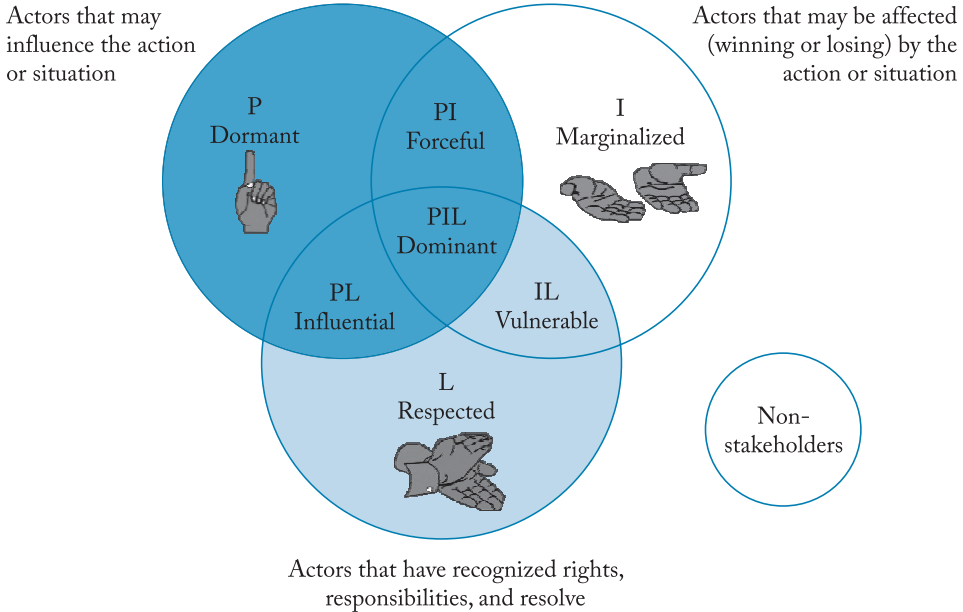 Actors that may
influence the action
or situation
Actors that may be affected
(winning or losing) by the
action or situation
P
Dormant
PI
Forceful
I
Marginalized
PIL
Dominant
PL
Influential
IL
Vulnerable
L
Respected
Non-
stakeholders
Actors that have recognized rights,
responsibilities, and resolve